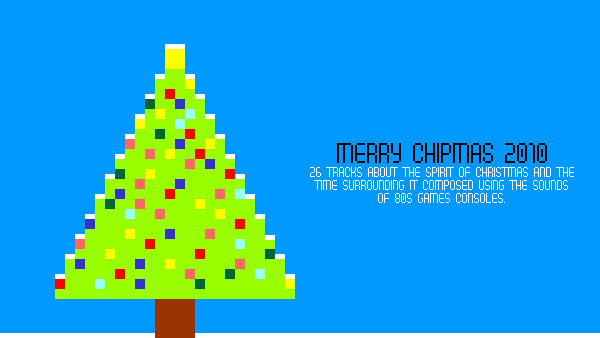 MERRY CHIPMAS 2010
26 TRACKS ABOUT THE SPIRIT OF CHRISTMAS AND THE
TIME SURROUNDING IT COMPOSED USING THE SOUNDS
OF 80S GAMES CONSOLES.